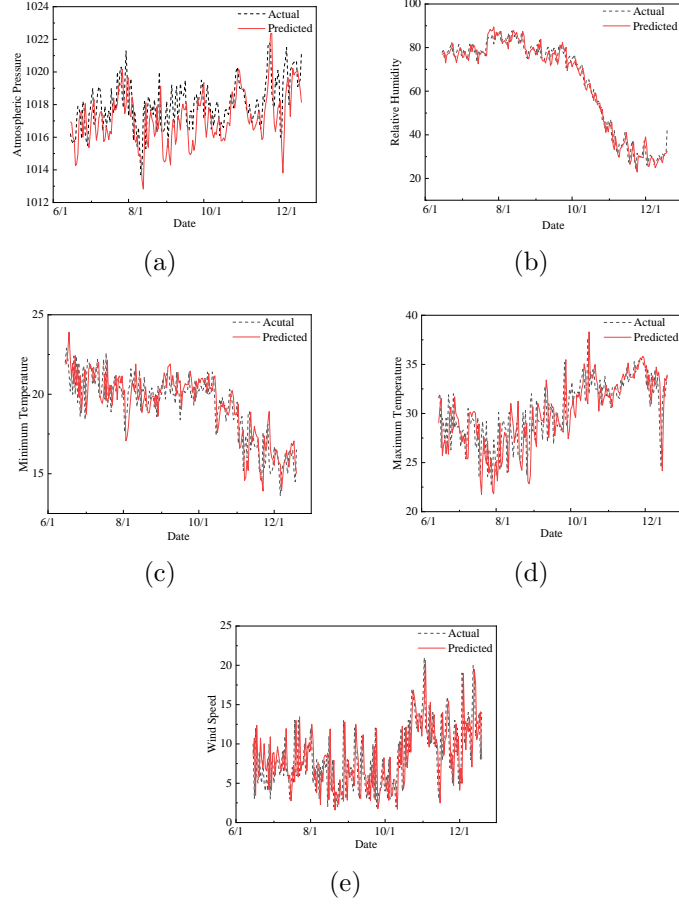 1024
1022
1020
1018
1016
1014
1012
6/1
8/1
10/1
12/1
Date
Atmospheric Pressure
Actual
Predicted
(a)
100
80
60
40
20
6/1
8/1
10/1
12/1
Date
Relative Humidity
Actual
Predicted
(b)
25
20
15
6/1
8/1
10/1
12/1
Date
Minimum Temperature
Acutal
Predicted
(c)
40
35
30
25
20
6/1
8/1
10/1
12/1
Date
Maximum Temperature
Actual
Predicted
(d)
25
20
15
10
5
0
6/1
8/1
10/1
12/1
Date
Wind Speed
Actual
Predicted
(e)